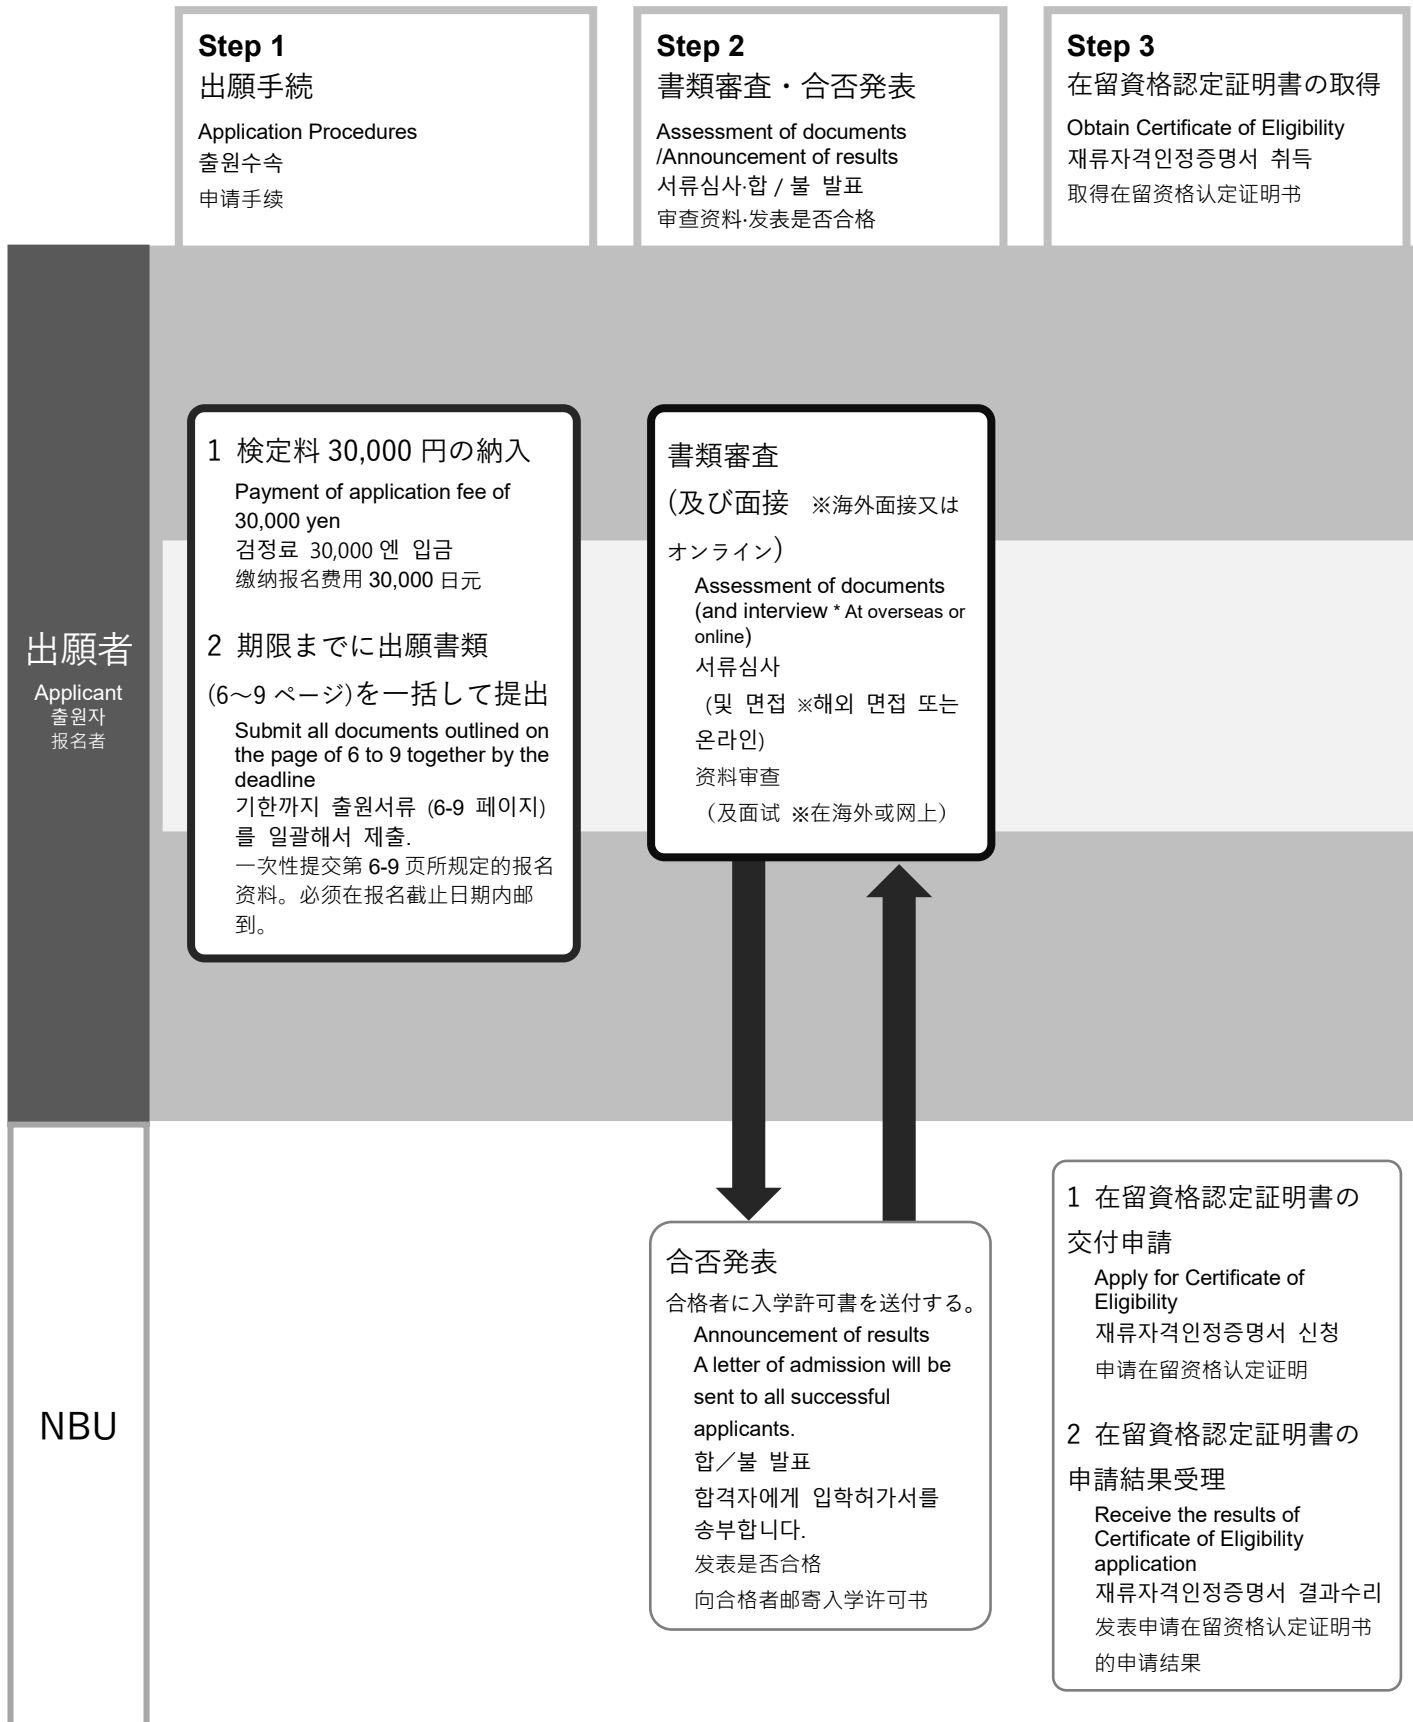 Step 1
出願手続
Application Procedures
출원수속
申请手续
Step 2
書類審査・合否発表
Assessment of documents
/Announcement of results
서류심사·합 / 불 발표
审查资料·发表是否合格
Step 3
在留資格認定証明書の取得
Obtain Certificate of Eligibility
재류자격인정증명서 취득
取得在留资格认定证明书
出願者
Applicant
출원자
报名者
1 検定料 30,000 円の納入
Payment of application fee of
30,000 yen
검정료 30,000 엔 입금
缴纳报名费用 30,000 日元
2 期限までに出願書類
(6～9 ページ)を一括して提出
Submit all documents outlined on
the page of 6 to 9 together by the
deadline
기한까지 출원서류 (6-9 페이지)
를 일괄해서 제출.
一次性提交第 6-9 页所规定的报名
资料。必须在报名截止日期内邮
到。
書類審査
(及び面接 ※海外面接又は
オンライン)
Assessment of documents
(and interview * At overseas or
online)
서류심사
(및 면접 ※해외 면접 또는
온라인)
资料审查
（及面试 ※在海外或网上）
NBU
合否発表
合格者に入学許可書を送付する。
Announcement of results
A letter of admission will be
sent to all successful
applicants.
합／불 발표
합격자에게 입학허가서를
송부합니다.
发表是否合格
向合格者邮寄入学许可书
1 在留資格認定証明書の
交付申請
Apply for Certificate of
Eligibility
재류자격인정증명서 신청
申请在留资格认定证明
2 在留資格認定証明書の
申請結果受理
Receive the results of
Certificate of Eligibility
application
재류자격인정증명서 결과수리
发表申请在留资格认定证明书
的申请结果